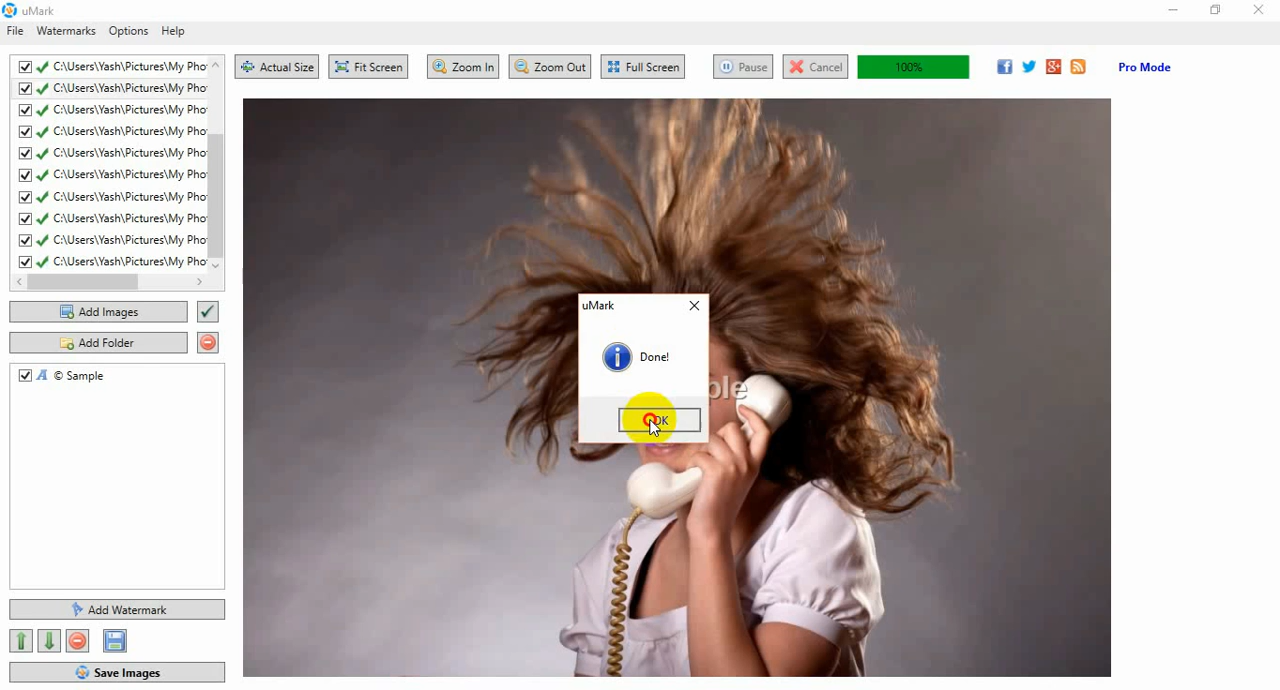 uMark
File Watermarks Options Help
Actual Size Fit Screen Zoom In Zoom Out Full Screen Pause Cancel 100% Pro Mode
C:\Users\Yash\Pictures\My Pho
C:\Users\Yash\Pictures\My Pho
C:\Users\Yash\Pictures\My Pho
C:\Users\Yash\Pictures\My Pho
C:\Users\Yash\Pictures\My Pho
C:\Users\Yash\Pictures\My Pho
C:\Users\Yash\Pictures\My Pho
C:\Users\Yash\Pictures\My Pho
C:\Users\Yash\Pictures\My Pho
C:\Users\Yash\Pictures\My Pho
Add Images
Add Folder
© Sample
Add Watermark
Save Images
uMark
Done!
OK
ple